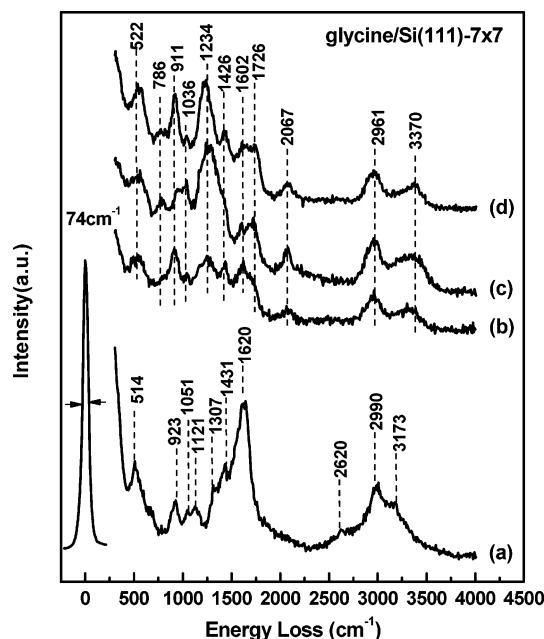 glycine/Si(111)-7x7
522
786
911
1036
1234
1426
1602
1726
2067
2961
3370
(d)
(c)
(b)
74cm-1
514
923
1051
1121
1307
1431
1620
2620
2990
3173
(a)
Intensity(a.u.)
0 500 1000 1500 2000 2500 3000 3500 4000
Energy Loss (cm-1)